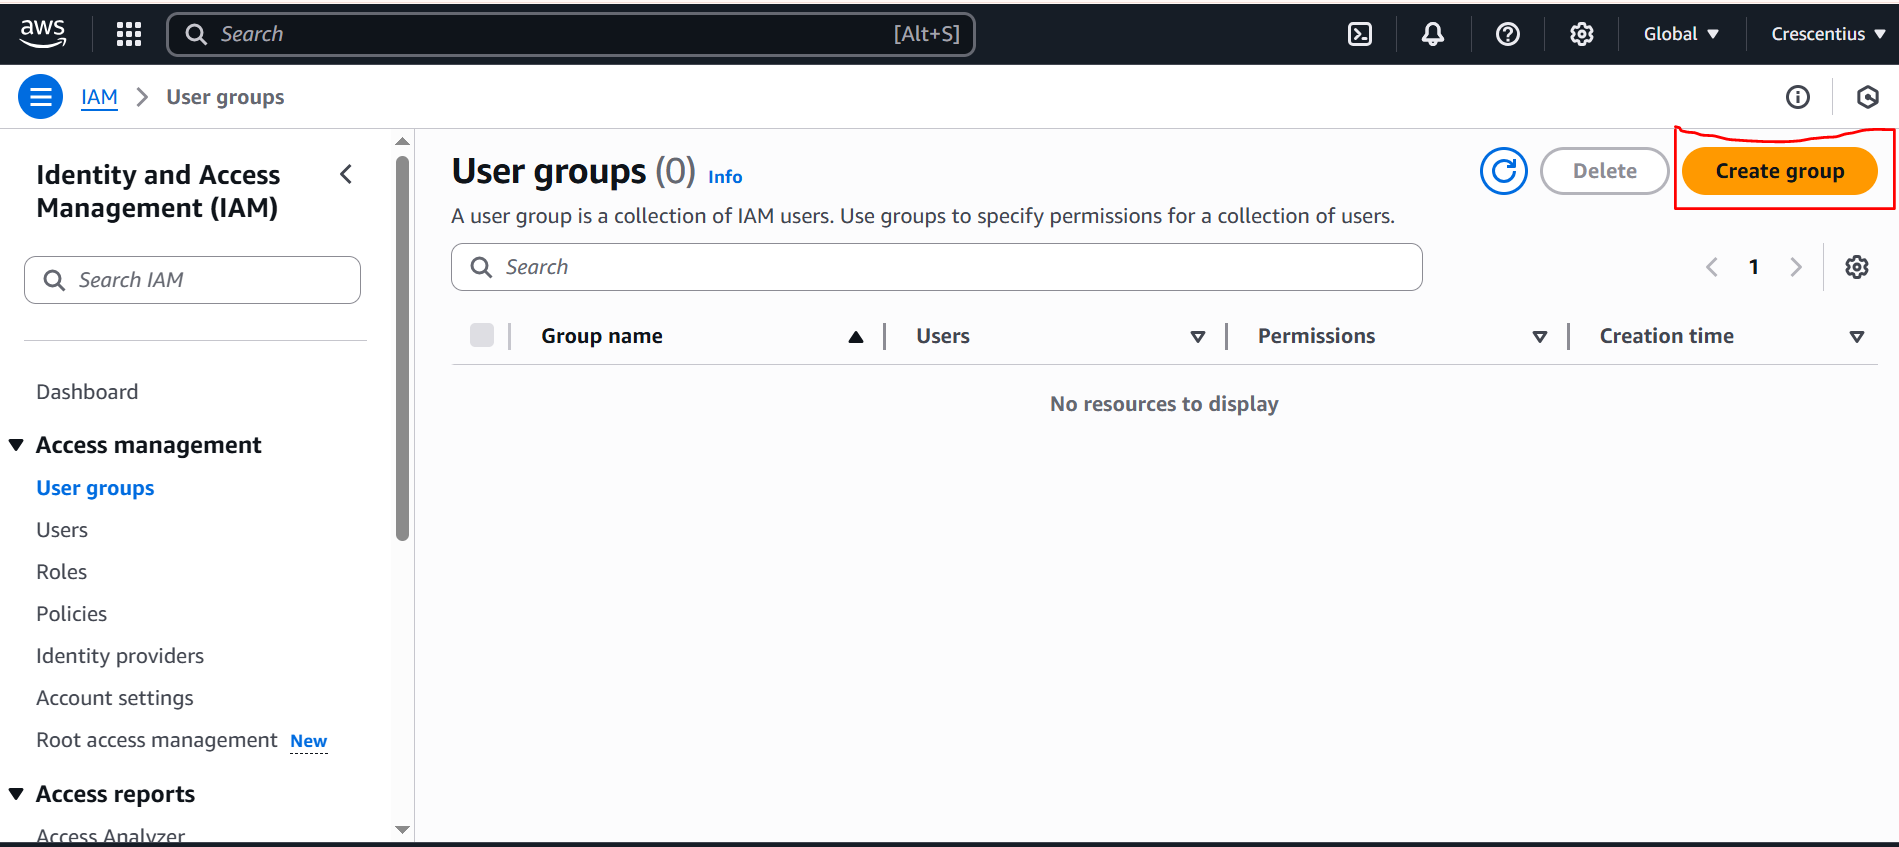 aws
Search [Alt+S] Global Crescentius
IAM User groups
Identity and Access
Management (IAM)
Search IAM
Dashboard
Access management
User groups
Users
Roles
Policies
Identity providers
Account settings
Root access management New
Access reports
Access Analyzer
User groups (0) Info
Delete
Create group
A user group is a collection of IAM users. Use groups to specify permissions for a collection of users.
Search
1
Group name Users Permissions Creation time
No resources to display